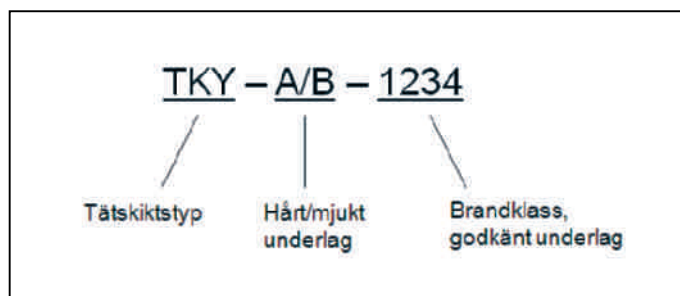 TKY – A/B – 1234
Tätskiktstyp
Hårt/mjukt
underlag
Brandklass,
godkänt underlag